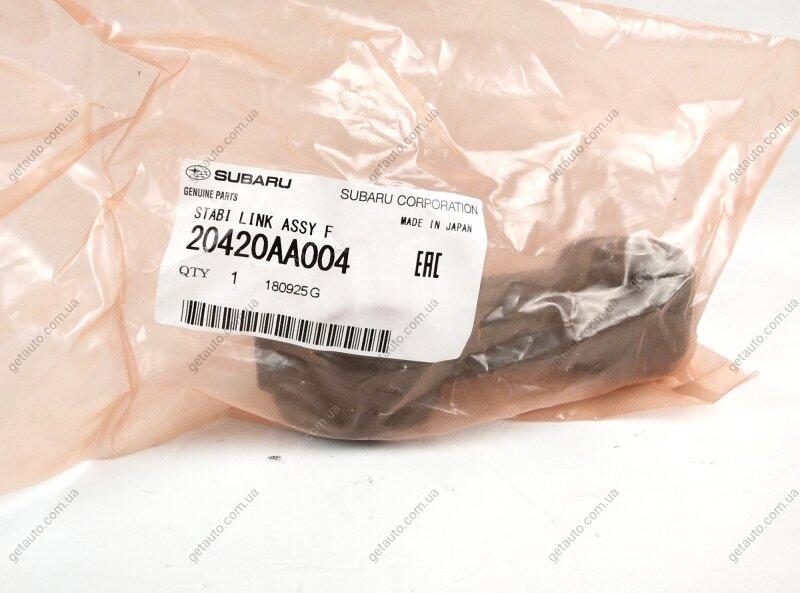 SUBARU
GENUINE PARTS
SUBARU CORPORATION
STABI LINK ASSY F
MADE IN JAPAN
20420AA004
EAC
QTY 1 180925G
getauto.com.ua